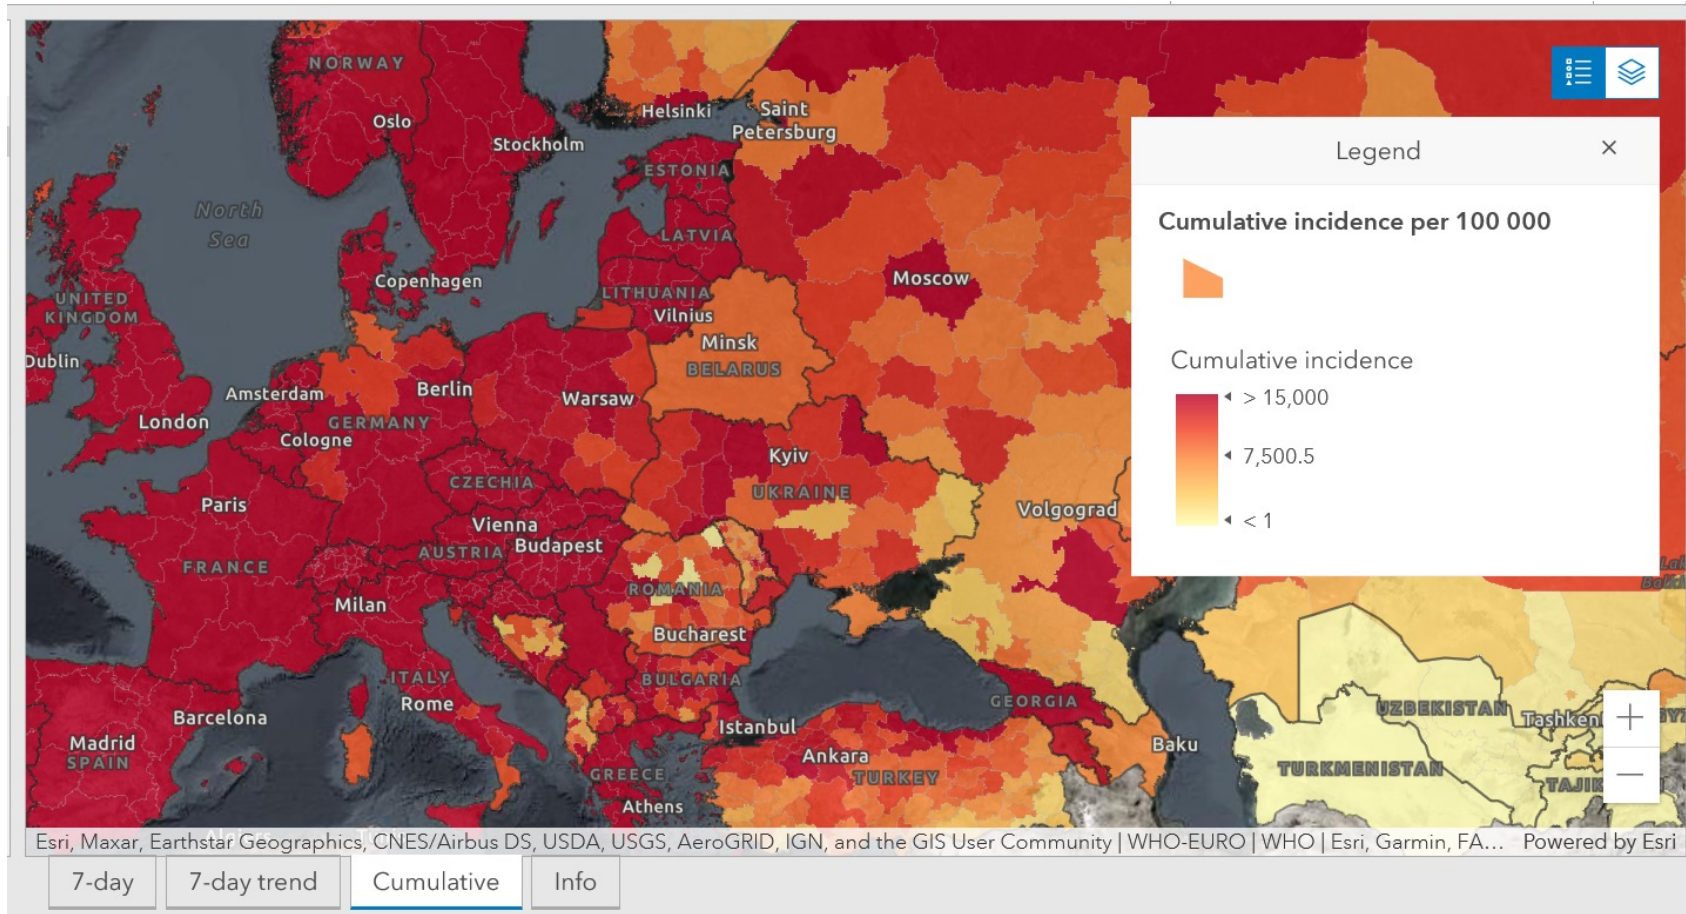 NORWAY
Oslo
Stockholm
Helsinki
Saint
Petersburg
ESTONIA
North
Sea
LATVIA
Copenhagen
LITHUANIA
Vilnius
UNITED
KINGDOM
Dublin
Minsk
BELARUS
Moscow
Amsterdam
Berlin
Warsaw
London
GERMANY
Cologne
Kyiv
UKRAINE
CZECHIA
Paris
Volgograd
Vienna
AUSTRIA
Budapest
FRANCE
ROMANIA
Milan
Bucharest
ITALY
BULGARIA
Rome
GEORGIA
Barcelona
Istanbul
Madrid
SPAIN
Ankara
TURKEY
Baku
GREECE
Athens
UZBEKISTAN
Tashken
TURKMENISTAN
TAJIK
Legend
Cumulative incidence per 100 000
Cumulative incidence
> 15,000
7,500.5
< 1
Esri, Maxar, Earthstar Geographics, CNES/Airbus DS, USDA, USGS, AeroGRID, IGN, and the GIS User Community | WHO-EURO | WHO | Esri, Garmin, FA... Powered by Esri
7-day 7-day trend Cumulative Info